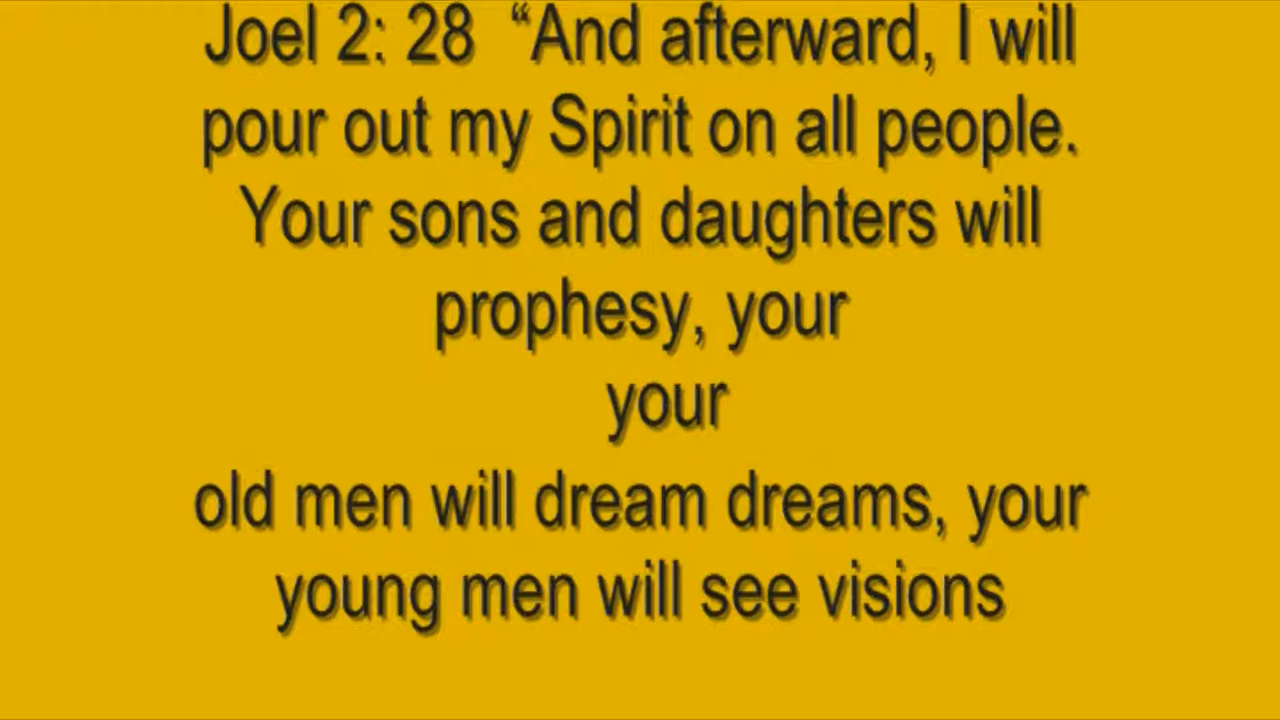 Joel 2: 28 “And afterward, I will
pour out my Spirit on all people.
Your sons and daughters will
prophesy, your
your
old men will dream dreams, your
young men will see visions